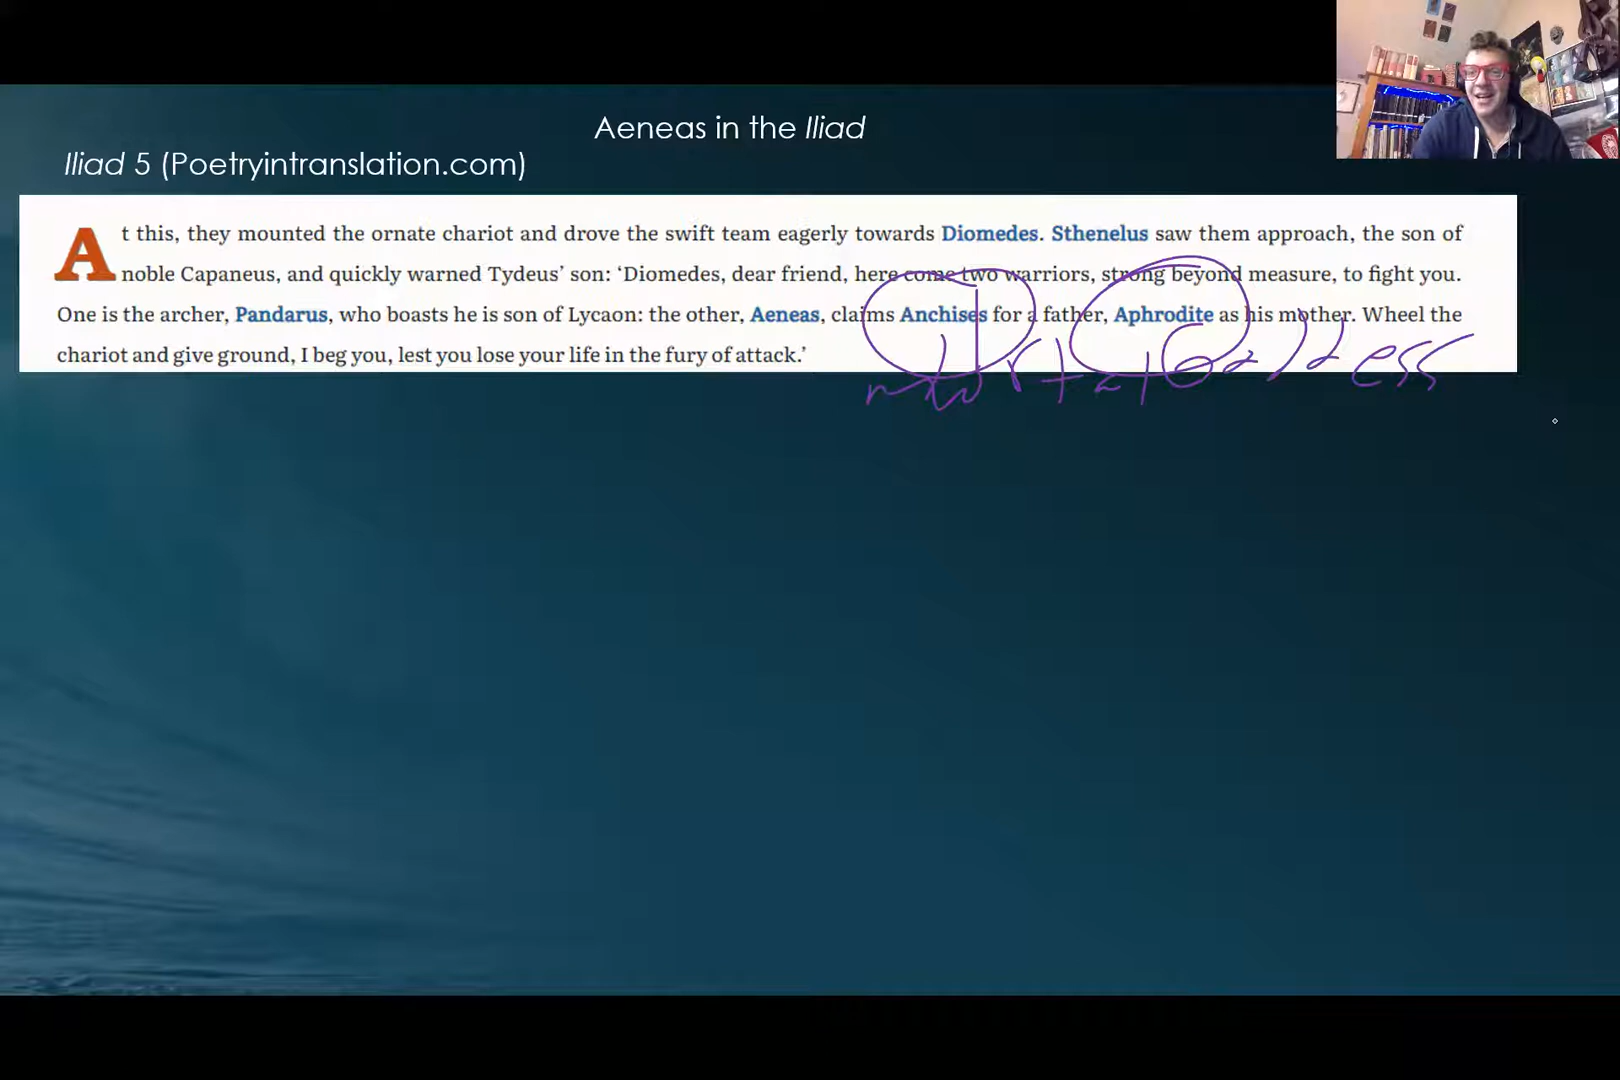 Aeneas in the Iliad
Iliad 5 (Poetryintranslation.com)
At this, they mounted the ornate chariot and drove the swift team eagerly towards Diomedes. Sthenelus saw them approach, the son of
noble Capaneus, and quickly warned Tydeus’ son: ‘Diomedes, dear friend, here come two warriors, strong beyond measure, to fight you.
One is the archer, Pandarus, who boasts he is son of Lycaon: the other, Aeneas, claims Anchises for a father, Aphrodite as his mother. Wheel the
chariot and give ground, I beg you, lest you lose your life in the fury of attack.’
mortal Goddess